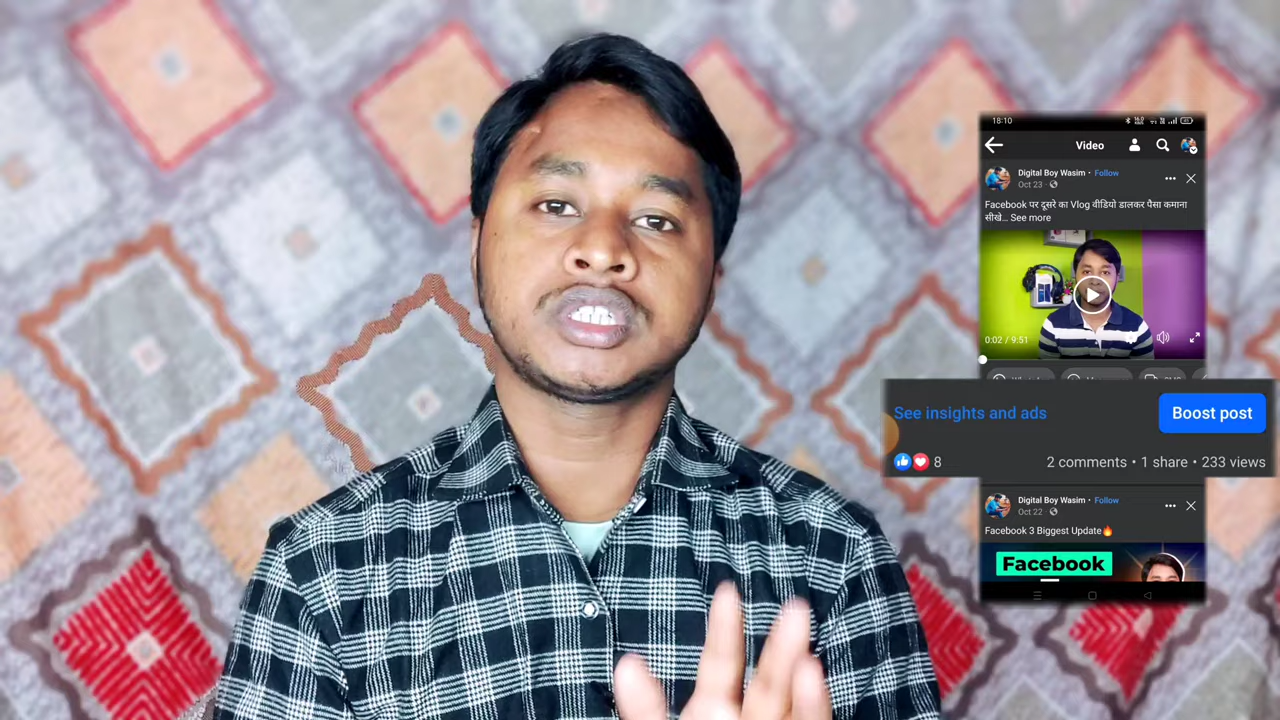 18:10
Video
Digital Boy Wasim • Follow
Oct 23 ·
Facebook पर दूसरे का Vlog वीडियो डालकर पैसा कमाना
सीखे... See more
0:02 / 9:51
See insights and ads
Boost post
8
2 comments • 1 share • 233 views
Digital Boy Wasim • Follow
Oct 22 ·
Facebook 3 Biggest Update🔥
Facebook